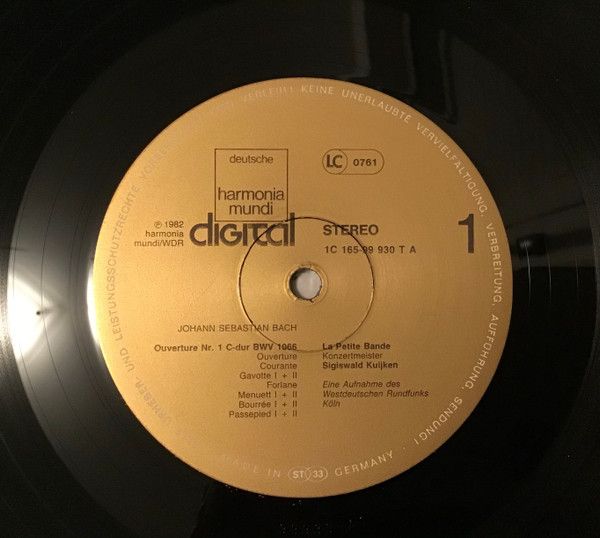 URHEBER UND LEISTUNGSSCHUTZRECHTE VORBEHALTEN
VERLEIH! KEINE UNERLAUBTE VERVIELFÄLTIGUNG, VERBREITUNG, AUFFÜHRUNG, SENDUNG!
deutsche
harmonia
mundi
LC 0761
℗ 1982
harmonia
mundi/WDR
digital
STEREO
1C 165-99 930 T A
1
JOHANN SEBASTIAN BACH
Ouverture Nr. 1 C-dur BWV 1066
Ouverture
Courante
Gavotte I + II
Forlane
Menuett I + II
Bourrée I + II
Passepied I + II
La Petite Bande
Konzertmeister
Sigiswald Kuijken
Eine Aufnahme des
Westdeutschen Rundfunks
Köln
MADE IN ST 33 GERMANY